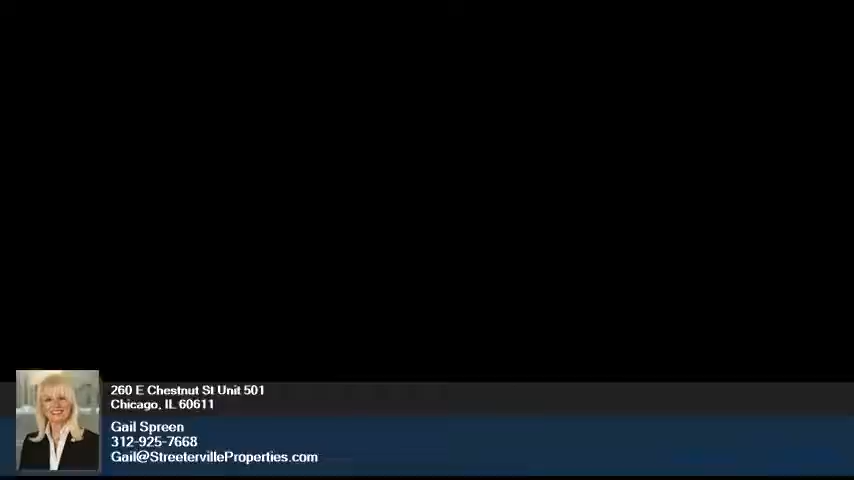 260 E Chestnut St Unit 501
Chicago, IL 60611
Gail Spreen
312-925-7668
Gail@StreetervilleProperties.com